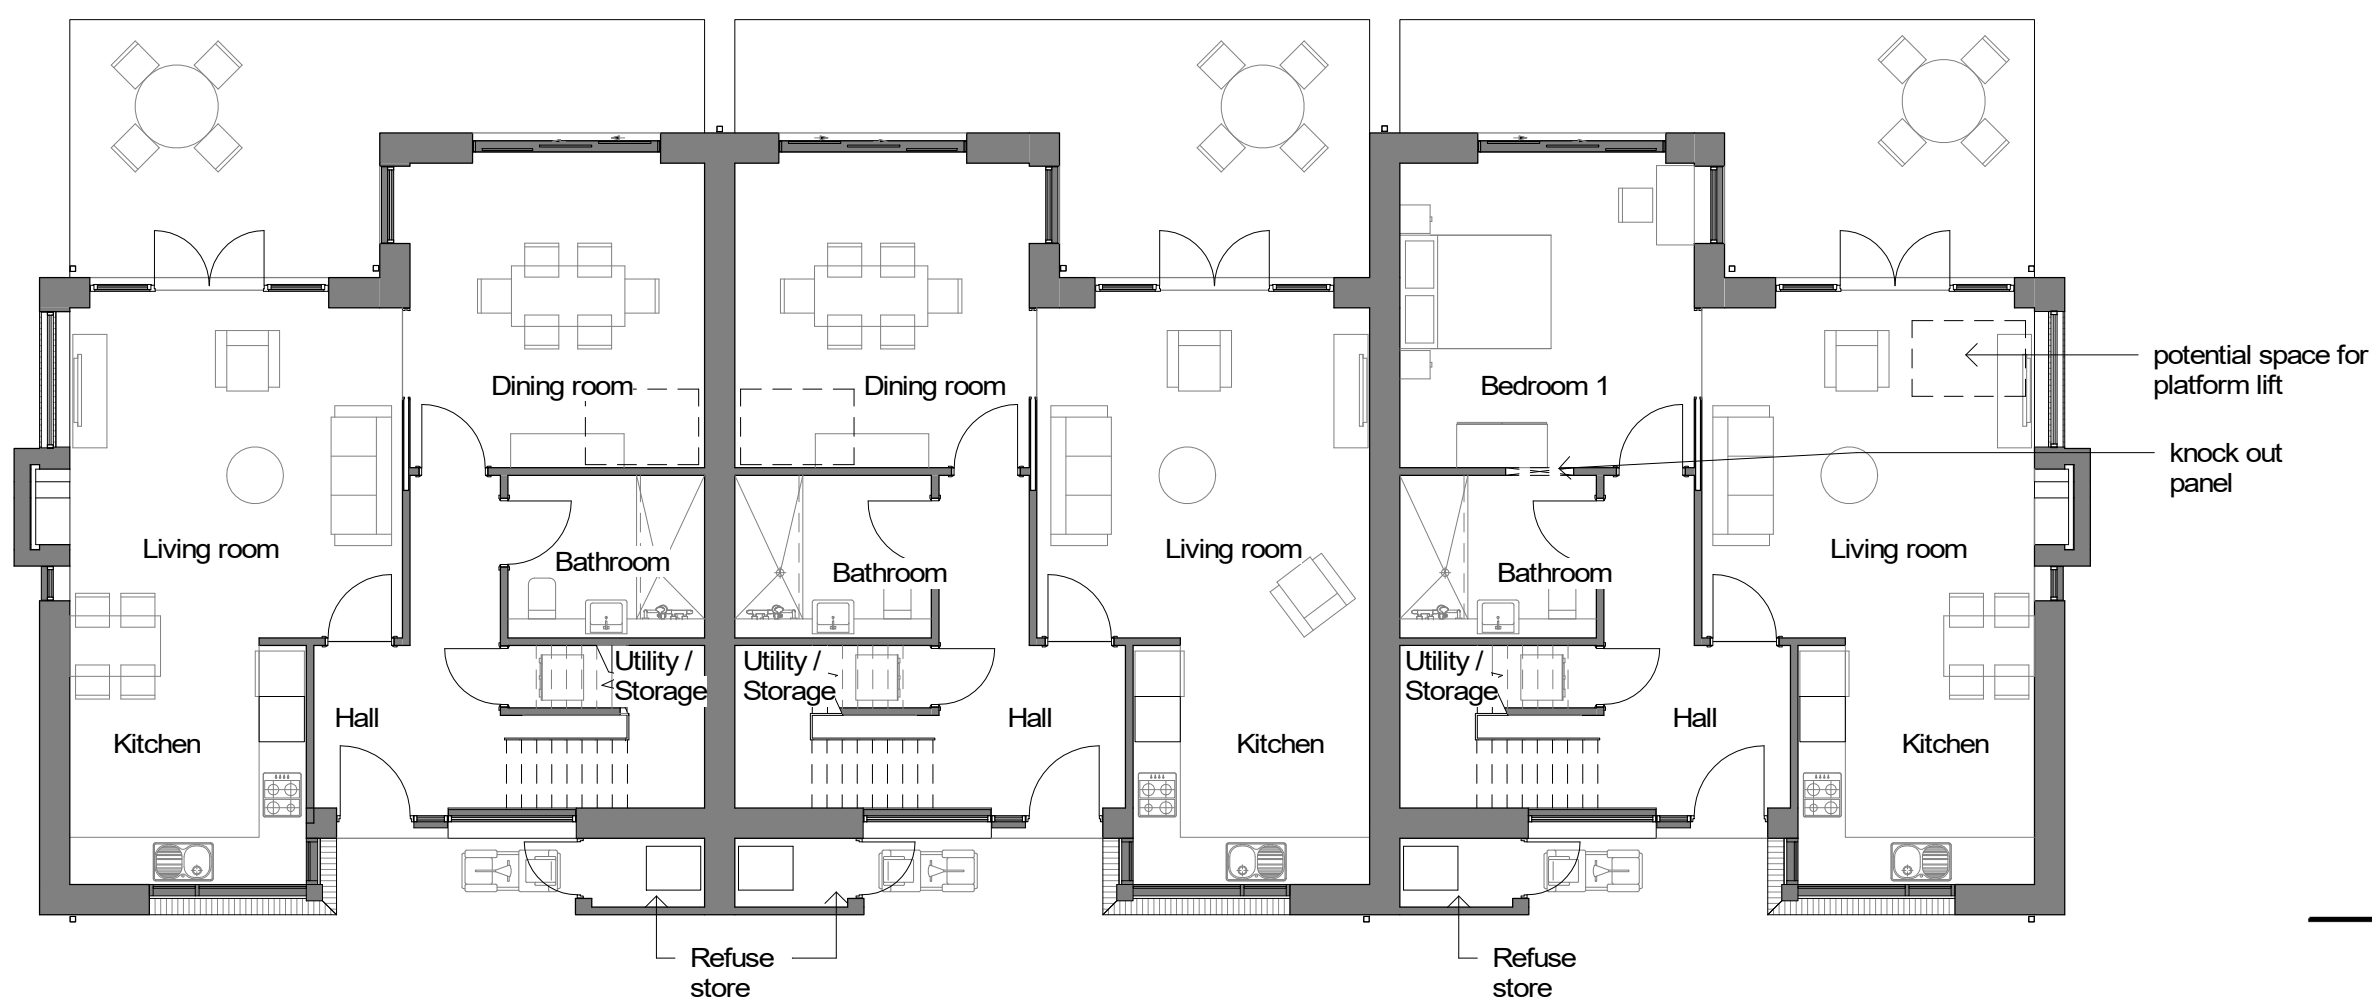 Dining room
Dining room
Bedroom 1
potential space for
platform lift
knock out
panel
Living room
Bathroom
Bathroom
Living room
Bathroom
Living room
Utility /
Storage
Utility /
Storage
Utility /
Storage
Hall
Hall
Hall
Kitchen
Kitchen
Kitchen
Refuse
store
Refuse
store